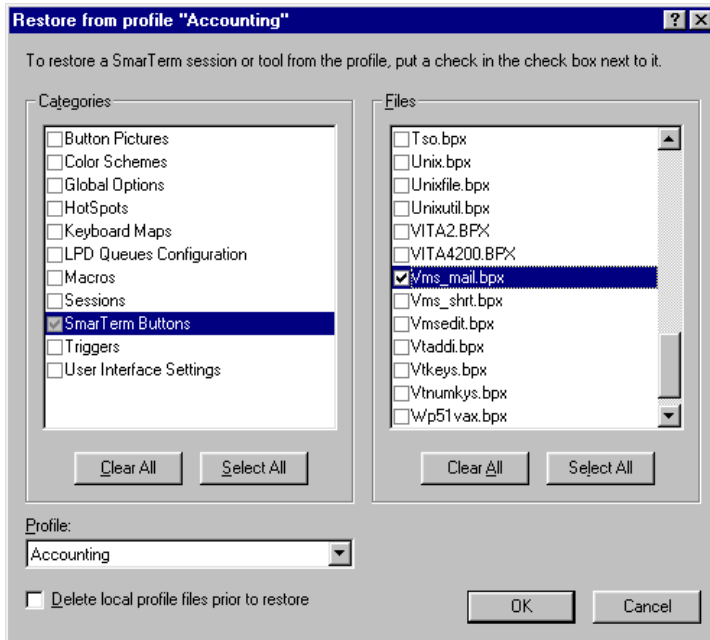 Restore from profile "Accounting"
To restore a SmarTerm session or tool from the profile, put a check in the check box next to it.
Categories
Button Pictures
Color Schemes
Global Options
HotSpots
Keyboard Maps
LPD Queues Configuration
Macros
Sessions
SmarTerm Buttons
Triggers
User Interface Settings
Clear All
Select All
Files
Tso.bpx
Unix.bpx
Unixfile.bpx
Unixutil.bpx
VITA2.BPX
VITA4200.BPX
Vms_mail.bpx
Vms_shrt.bpx
Vmsedit.bpx
Vtaddi.bpx
Vtkeys.bpx
Vtnumkys.bpx
Wp51vax.bpx
Clear All
Select All
Profile:
Accounting
Delete local profile files prior to restore
OK
Cancel